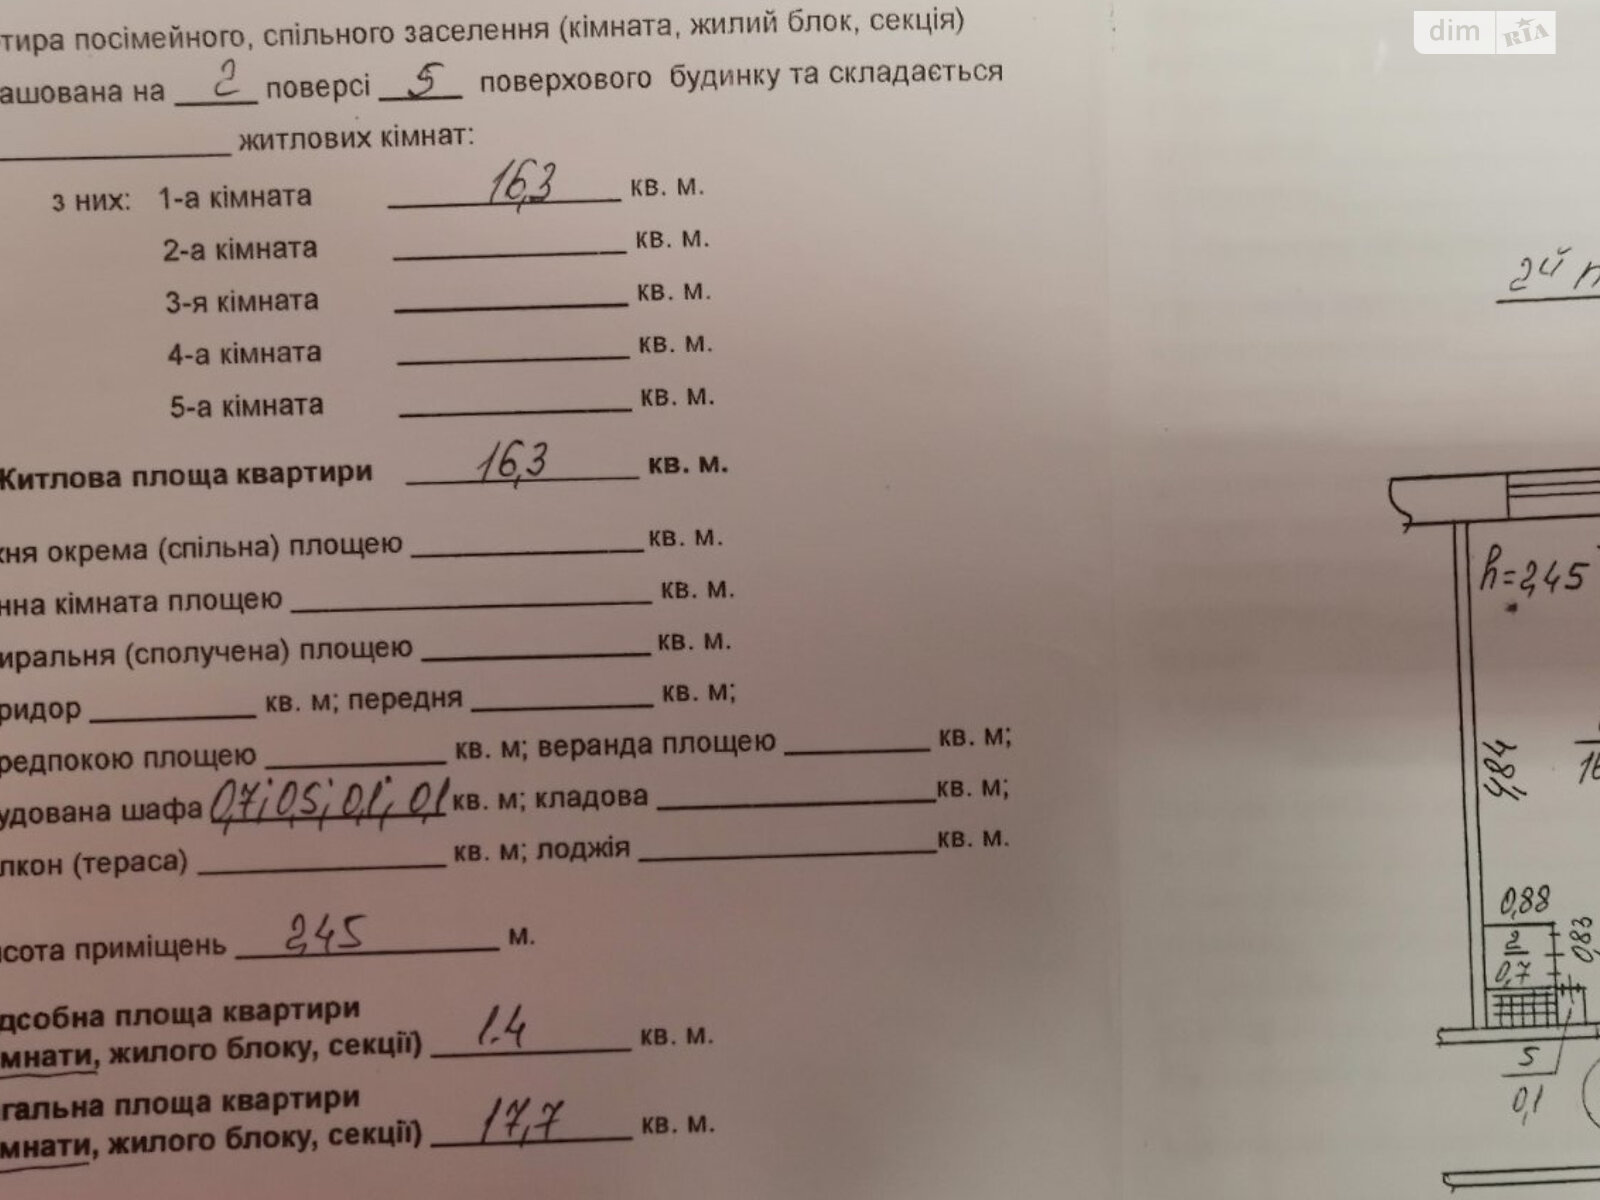 dim RIA
тира посімейного, спільного заселення (кімната, жилий блок, секція)
ашована на 2 поверсі 5 поверхового будинку та складається
житлових кімнат:
з них: 1-а кімната 16,3 кв. м.
2-а кімната кв. м.
3-я кімната кв. м.
4-а кімната кв. м.
5-а кімната кв. м.
Житлова площа квартири 16,3 кв. м.
хня окрема (спільна) площею кв. м.
нна кімната площею кв. м.
иральня (сполучена) площею кв. м.
ридор кв. м; передня кв. м;
редпокою площею кв. м; веранда площею кв. м;
удована шафа 0,7; 0,5; 0,1; 0,1 кв. м; кладова кв. м;
лкон (тераса) кв. м; лоджія кв. м.
сота приміщень 2,45 м.
дсобна площа квартири
мнати, жилого блоку, секції) 1.4 кв. м.
гальна площа квартири
мнати, жилого блоку, секції) 17,7 кв. м.
2й п
h=2,45
4,84
16
0,88
2
0,7
0,83
5
0,1